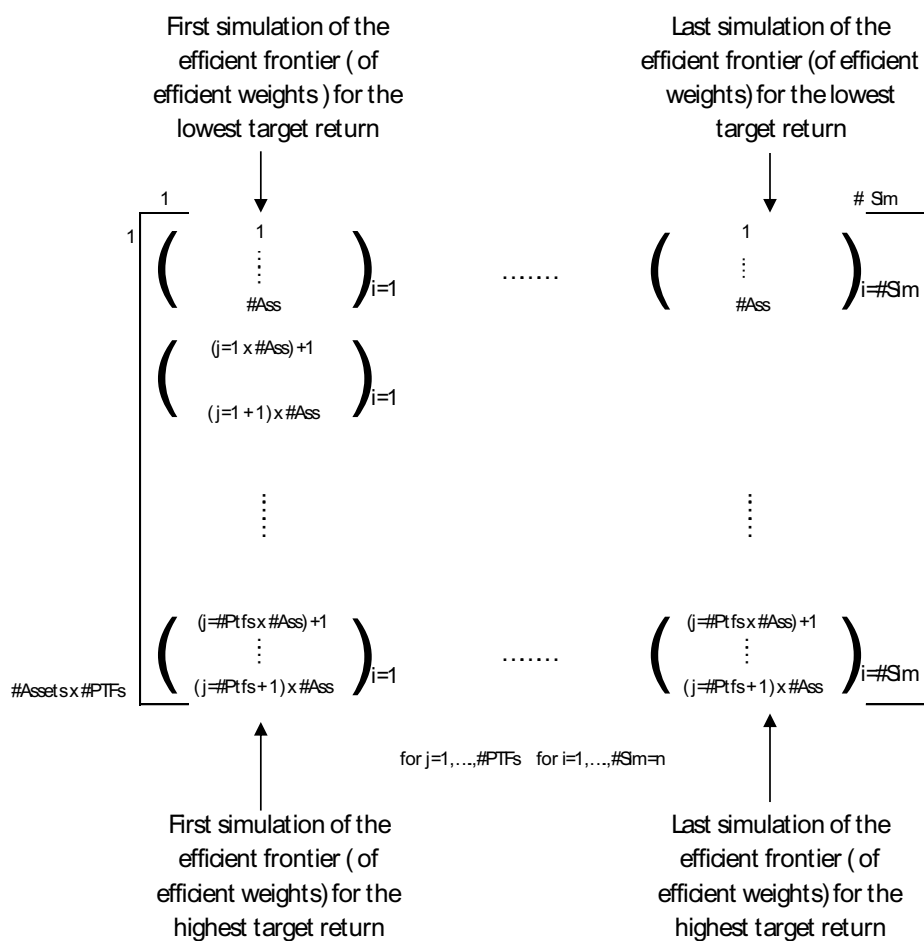 First simulation of the
efficient frontier ( of
efficient weights ) for the
lowest target return
Last simulation of the
efficient frontier (of efficient
weights) for the lowest
target return
1
# Sim
1
( 1
⋮
#Ass ) i=1
.......
( 1
⋮
#Ass ) i=#Sim
( (j=1 x #Ass) +1
(j=1 + 1) x #Ass ) i=1
⋮
⋮
( (j=#Ptfs x #Ass) +1
⋮
(j=#Ptfs + 1) x #Ass ) i=1
.......
( (j=#Ptfs x #Ass) +1
⋮
(j=#Ptfs + 1) x #Ass ) i=#Sim
#Assets x #PTFs
for j=1,....,#PTFs for i=1,....,#Sim=n
First simulation of the
efficient frontier ( of
efficient weights) for the
highest target return
Last simulation of the
efficient frontier ( of
efficient weights) for the
highest target return